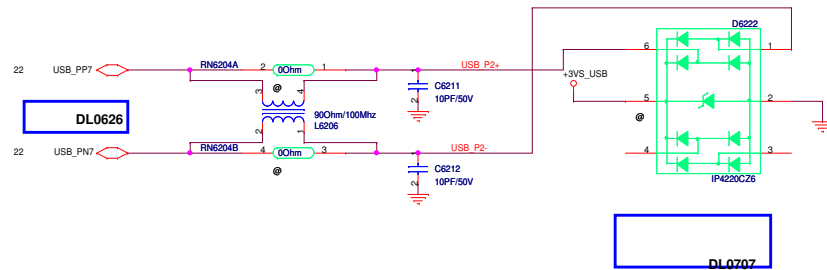 D6222
22 USB_PP7 RN6204A 2 0Ohm 1 USB_P2+ 6 1
@
3 4 C6211
10PF/50V
2
+3VS_USB
5 2
@
DL0626
90Ohm/100Mhz
L6206
2 1
22 USB_PN7 RN6204B 4 0Ohm 3 USB_P2- 4 3
@
C6212
10PF/50V
2
IP4220CZ6
DL0707